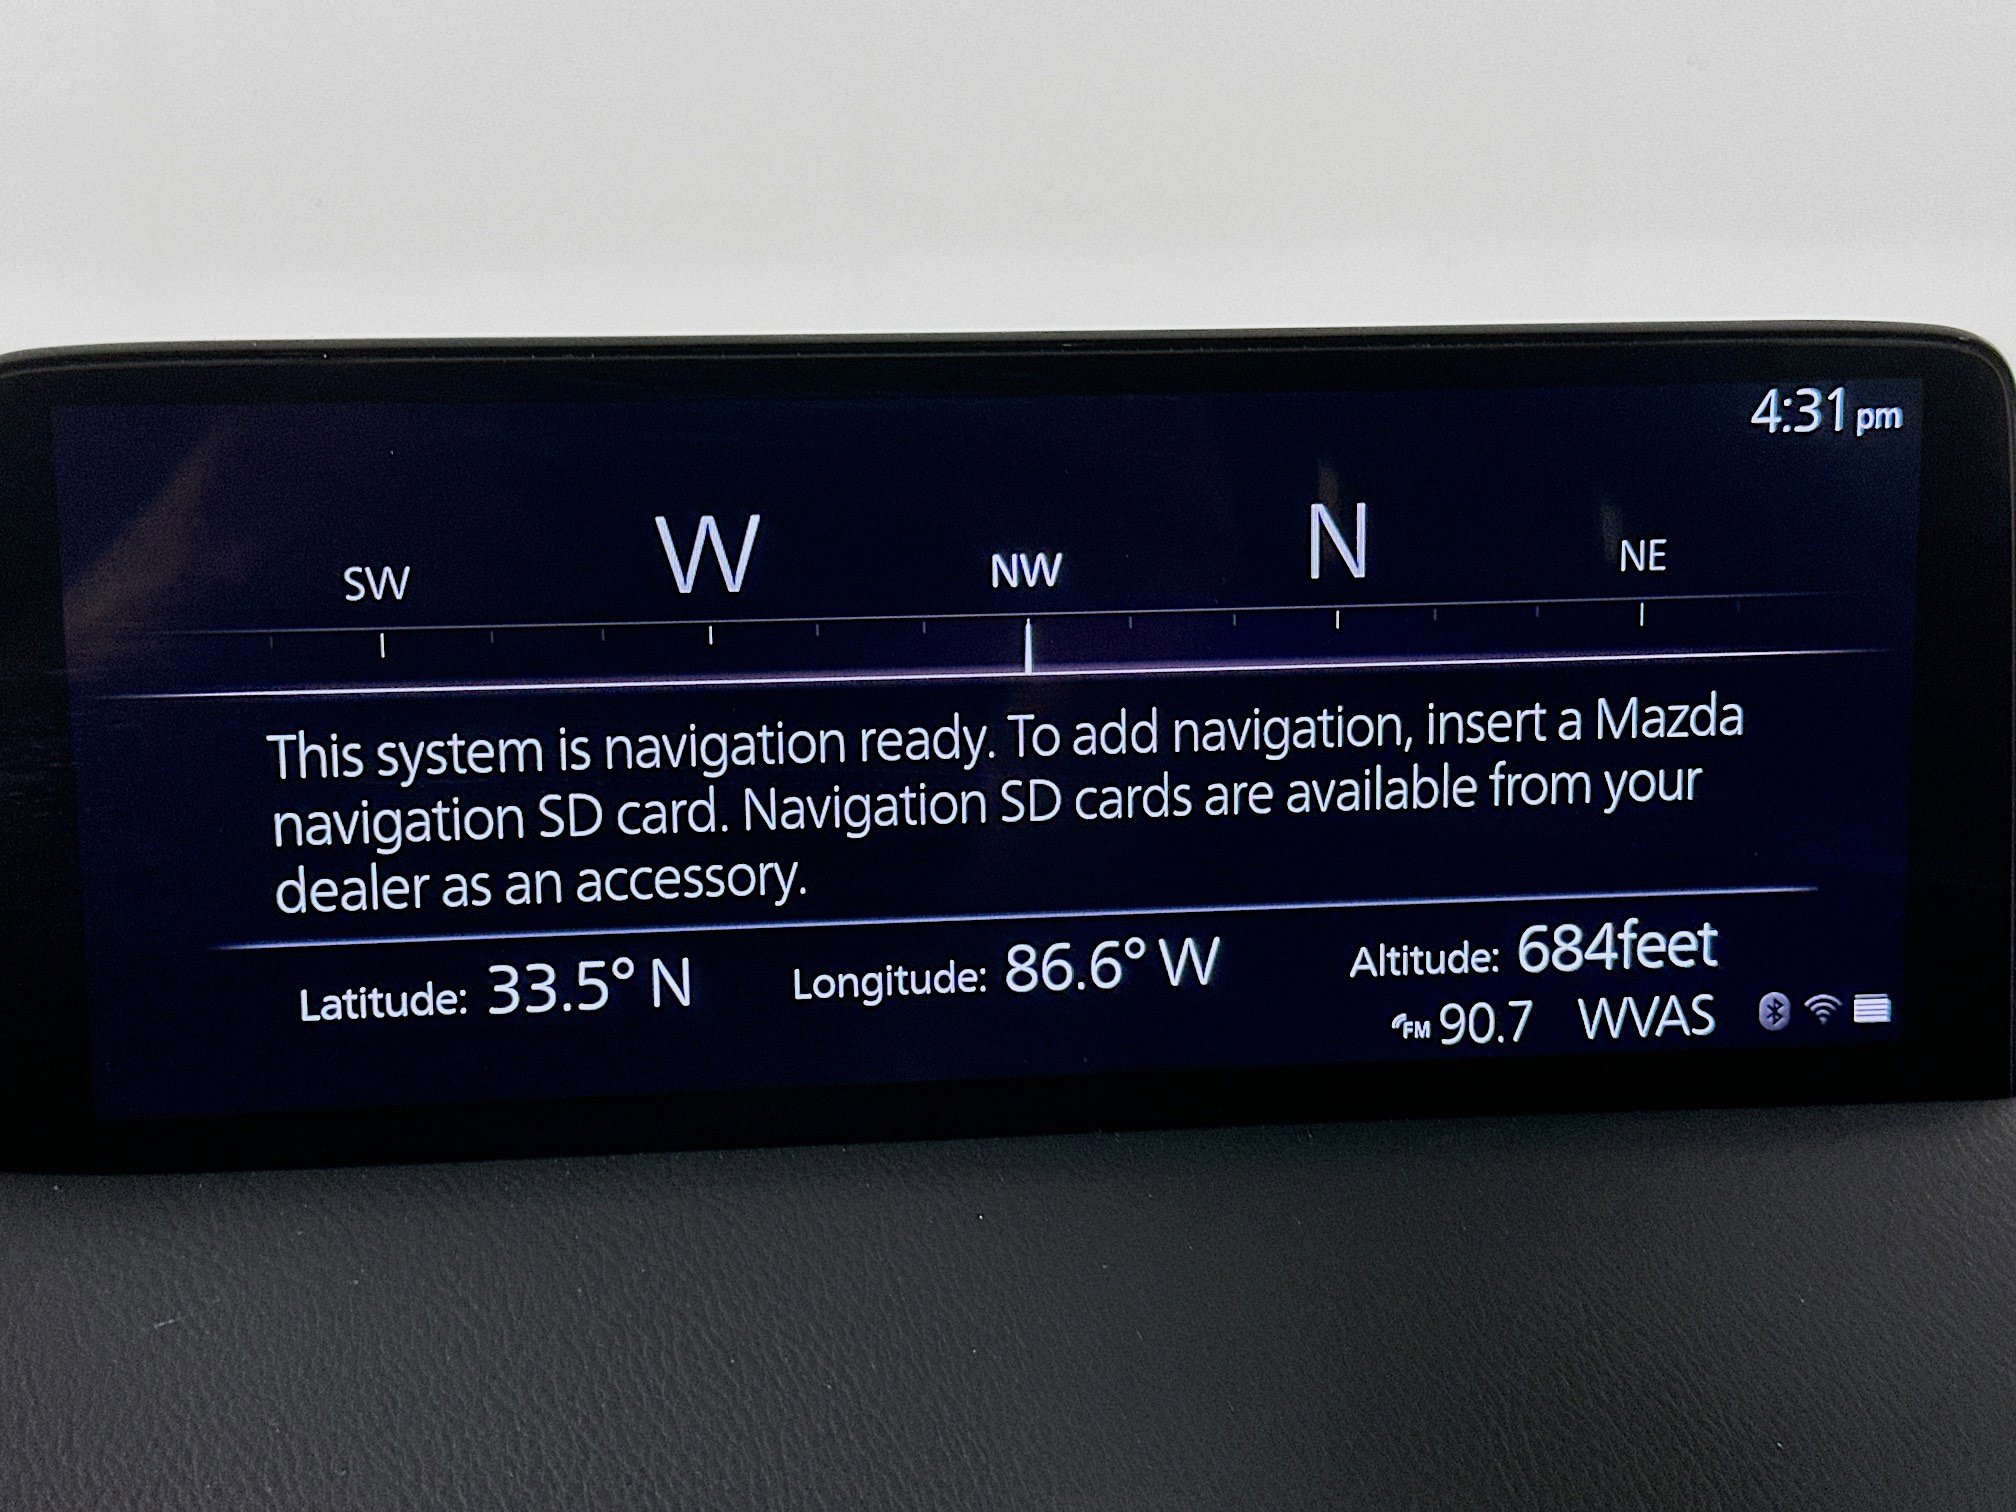 4:31 pm
SW W NW N NE
This system is navigation ready. To add navigation, insert a Mazda
navigation SD card. Navigation SD cards are available from your
dealer as an accessory.
Latitude: 33.5° N Longitude: 86.6° W Altitude: 684feet
FM 90.7 WVAS